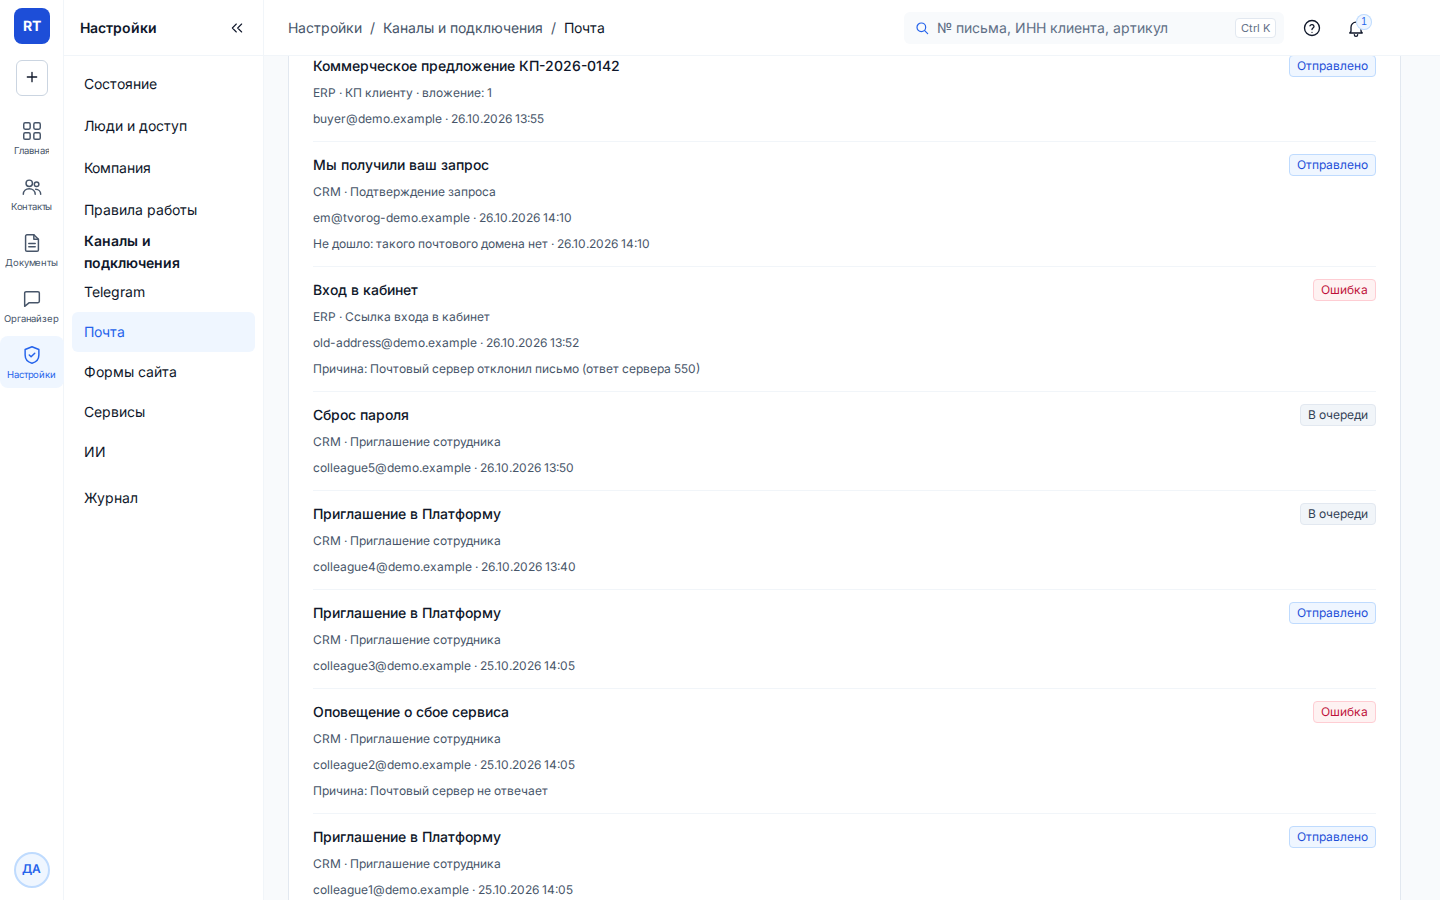 RT
Главная
Контакты
Документы
Органайзер
Настройки
ДА
Настройки
Состояние
Люди и доступ
Компания
Правила работы
Каналы и
подключения
Telegram
Почта
Формы сайта
Сервисы
ИИ
Журнал
Настройки / Каналы и подключения / Почта
№ письма, ИНН клиента, артикул
Ctrl K
1
Коммерческое предложение КП-2026-0142
Отправлено
ERP · КП клиенту · вложение: 1
buyer@demo.example · 26.10.2026 13:55
Мы получили ваш запрос
Отправлено
CRM · Подтверждение запроса
em@tvorog-demo.example · 26.10.2026 14:10
Не дошло: такого почтового домена нет · 26.10.2026 14:10
Вход в кабинет
Ошибка
ERP · Ссылка входа в кабинет
old-address@demo.example · 26.10.2026 13:52
Причина: Почтовый сервер отклонил письмо (ответ сервера 550)
Сброс пароля
В очереди
CRM · Приглашение сотрудника
colleague5@demo.example · 26.10.2026 13:50
Приглашение в Платформу
В очереди
CRM · Приглашение сотрудника
colleague4@demo.example · 26.10.2026 13:40
Приглашение в Платформу
Отправлено
CRM · Приглашение сотрудника
colleague3@demo.example · 25.10.2026 14:05
Оповещение о сбое сервиса
Ошибка
CRM · Приглашение сотрудника
colleague2@demo.example · 25.10.2026 14:05
Причина: Почтовый сервер не отвечает
Приглашение в Платформу
Отправлено
CRM · Приглашение сотрудника
colleague1@demo.example · 25.10.2026 14:05